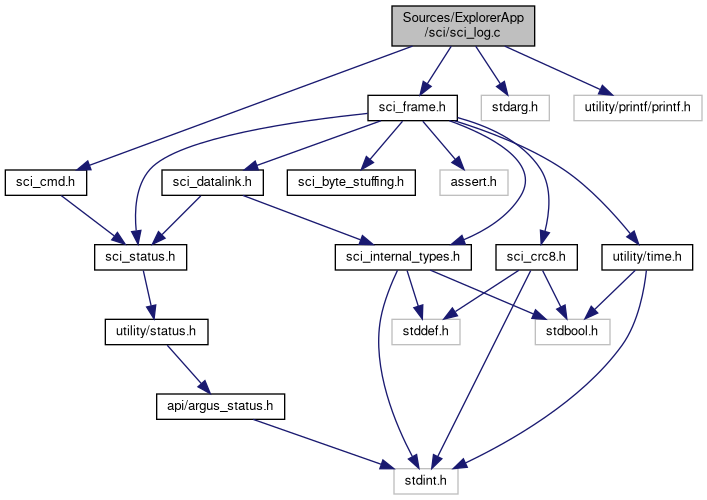 Sources/ExplorerApp
/sci/sci_log.c
sci_frame.h
stdarg.h
utility/printf/printf.h
sci_cmd.h
sci_datalink.h
sci_byte_stuffing.h
assert.h
sci_status.h
sci_internal_types.h
sci_crc8.h
utility/time.h
utility/status.h
stddef.h
stdbool.h
api/argus_status.h
stdint.h